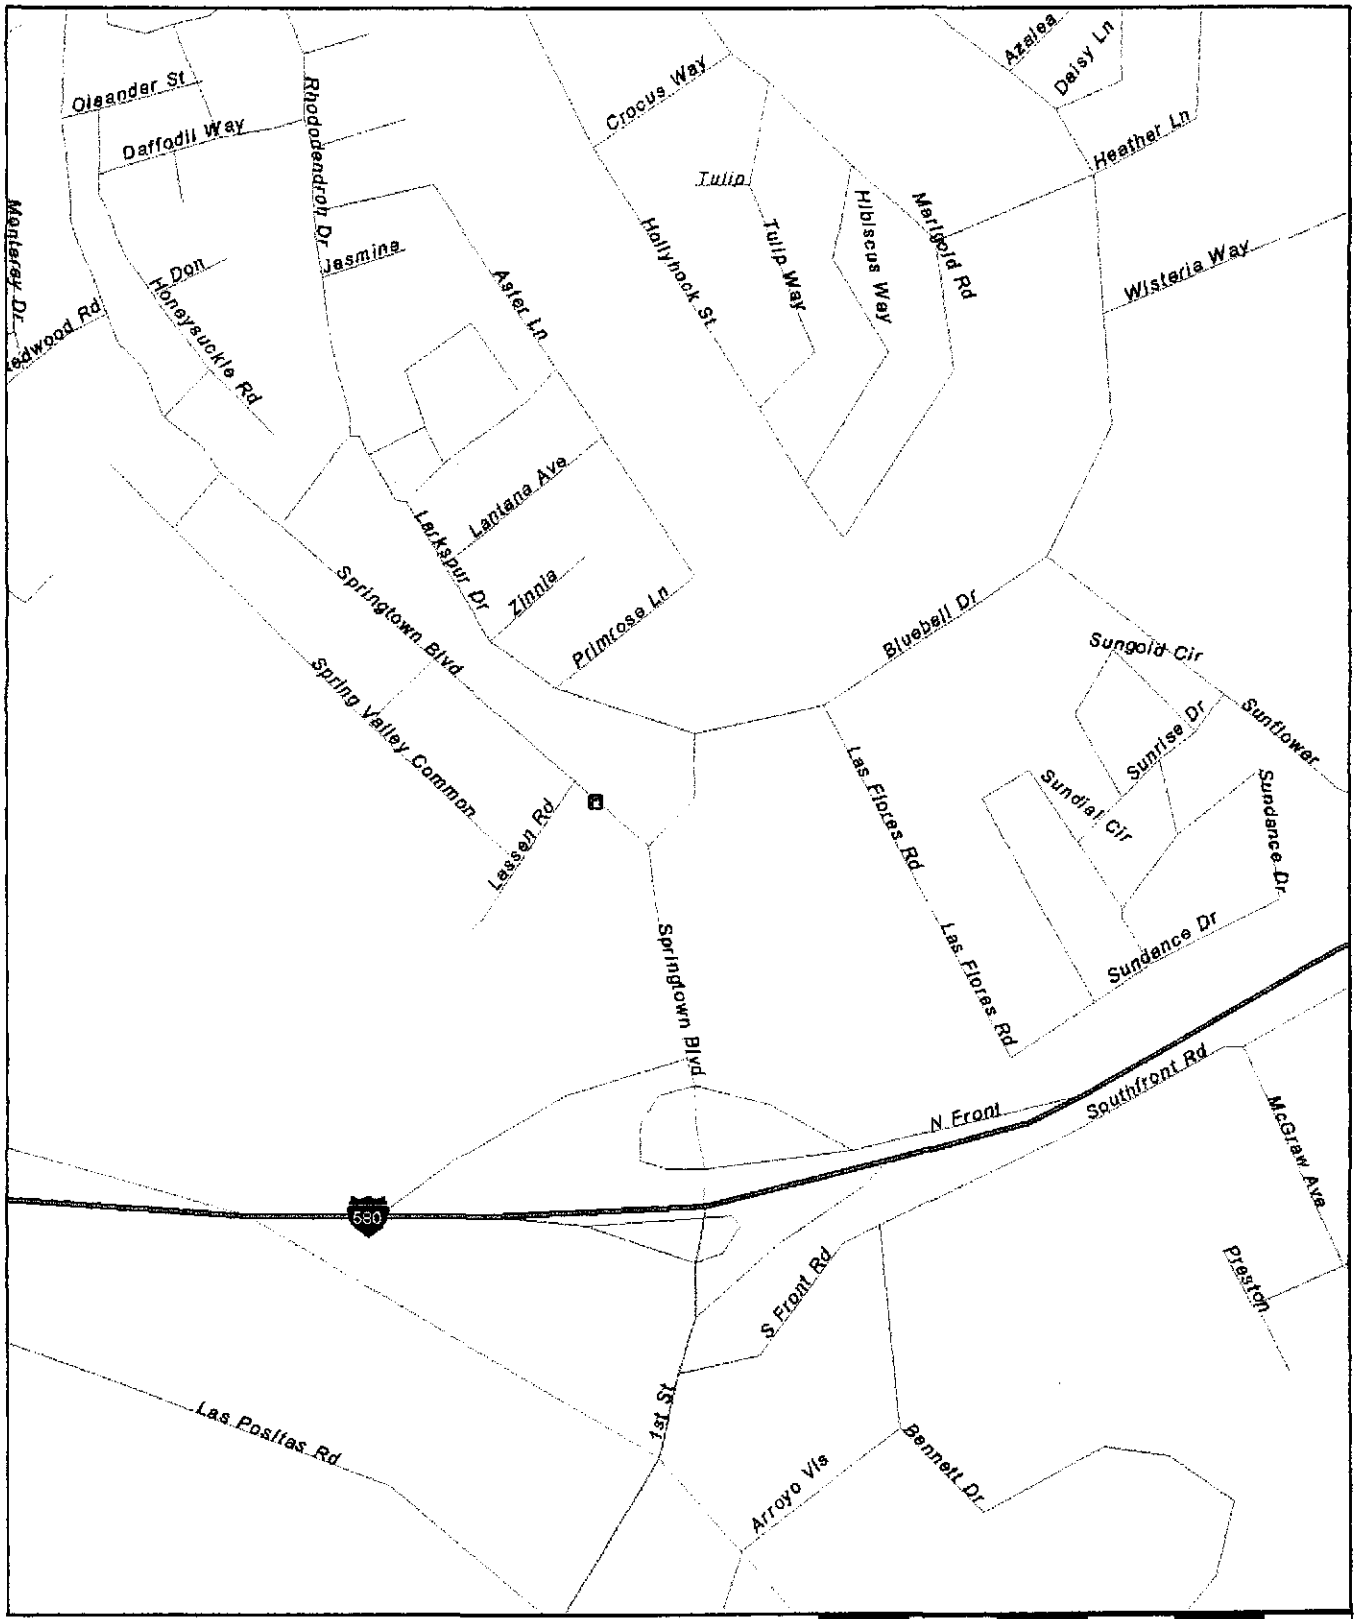 Azalea
Daisy Ln
Crocus Way
Oleander St
Daffodil Way
Rhododendron Dr
Heather Ln
Tulip
Monterey Dr
Hollyhock St
Tulip Way
Hibiscus Way
Marigold Rd
Jasmine
Don
Honeysuckle Rd
Aster Ln
Wisteria Way
edwood Rd
Lantana Ave
Larkspur Dr
Zinnia
Primrose Ln
Springtown Blvd
Bluebell Dr
Sungold Cir
Spring Valley Common
Sunrise Dr
Sunflower
Las Flores Rd
Sundial Cir
Sundance Dr
Lassen Rd
Springtown Blvd
Las Flores Rd
Sundance Dr
N Front
Southfront Rd
McGraw Ave
580
S Front Rd
Preston
1st St
Las Positas Rd
Arroyo Vis
Bennett Dr